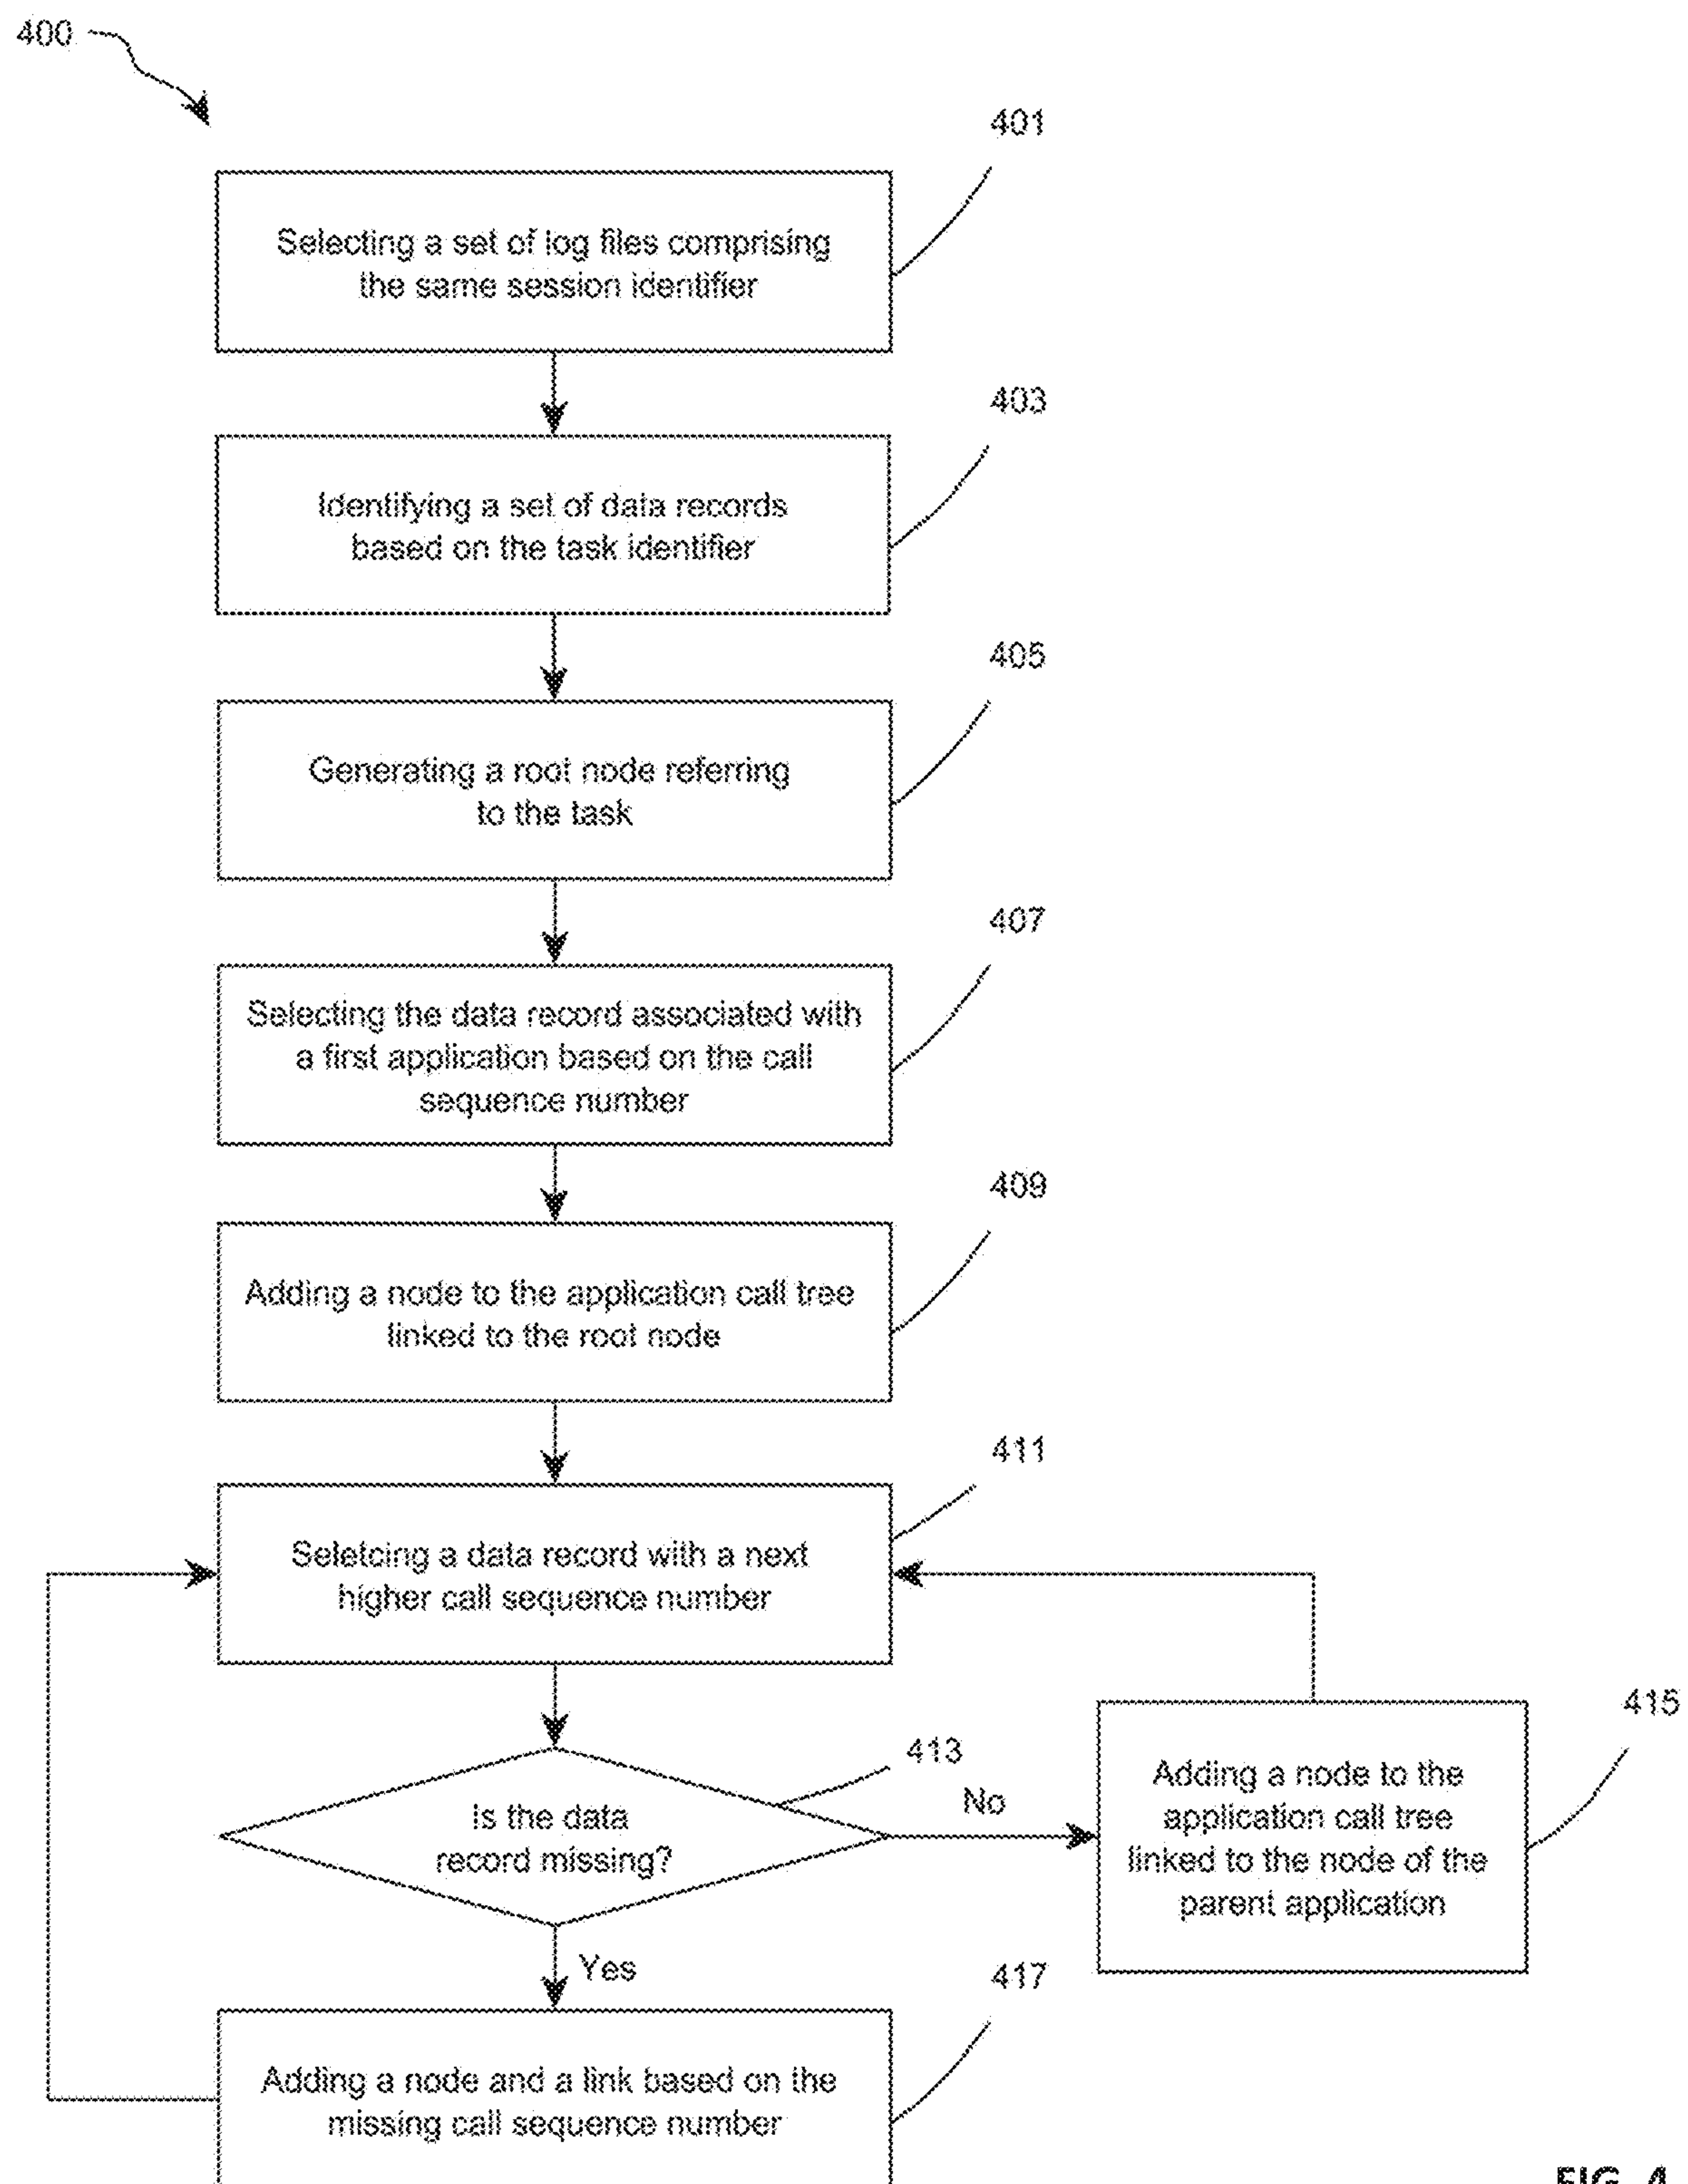 400
401
Selecting a set of log files comprising
the same session identifier
403
Identifying a set of data records
based on the task identifier
405
Generating a root node referring
to the task
407
Selecting the data record associated with
a first application based on the call
sequence number
409
Adding a node to the application call tree
linked to the root node
411
Seletcing a data record with a next
higher call sequence number
413
Is the data
record missing?
No
415
Adding a node to the
application call tree
linked to the node of the
parent application
Yes
417
Adding a node and a link based on the
missing call sequence number
FIG. 4